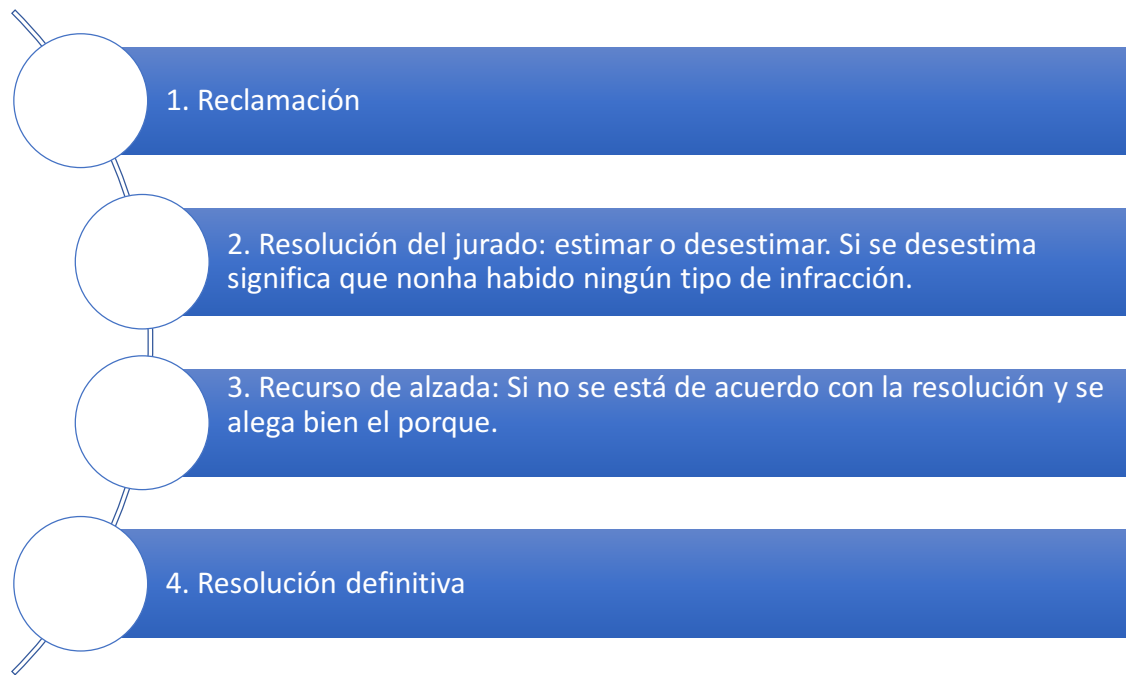 1. Reclamación
2. Resolución del jurado: estimar o desestimar. Si se desestima
significa que nonha habido ningún tipo de infracción.
3. Recurso de alzada: Si no se está de acuerdo con la resolución y se
alega bien el porque.
4. Resolución definitiva